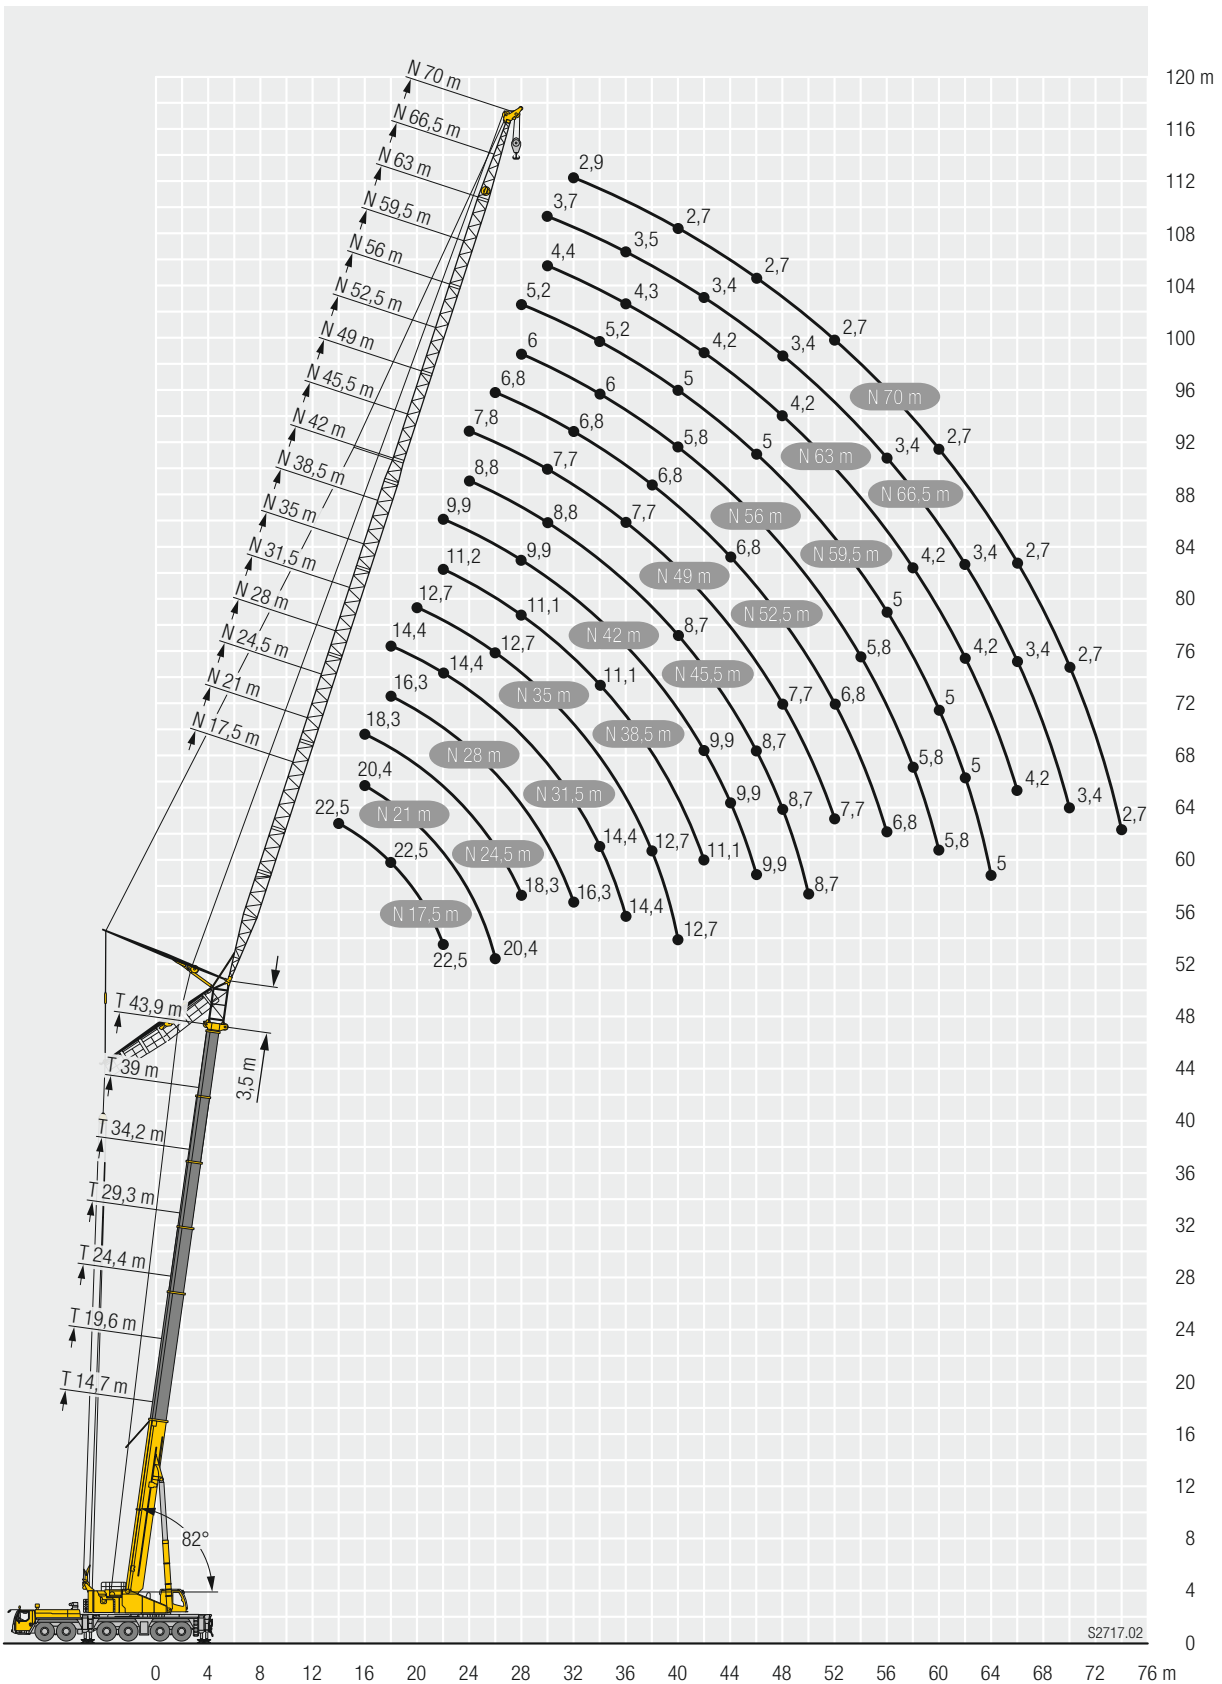 N 70 m
N 66,5 m
N 63 m
N 59,5 m
N 56 m
N 52,5 m
N 49 m
N 45,5 m
N 42 m
N 38,5 m
N 35 m
N 31,5 m
N 28 m
N 24,5 m
N 21 m
N 17,5 m
T 43,9 m
3,5 m
T 39 m
T 34,2 m
T 29,3 m
T 24,4 m
T 19,6 m
T 14,7 m
82°
2,9 2,7 2,7 2,7 2,7 2,7 2,7 2,7
N 70 m
3,7 3,5 3,4 3,4 3,4 3,4 3,4 3,4
N 66,5 m
4,4 4,3 4,2 4,2 4,2 4,2 4,2
N 63 m
5,2 5,2 5 5 5 5 5 5
N 59,5 m
6 6 5,8 5,8 5,8 5,8
N 56 m
6,8 6,8 6,8 6,8 6,8 6,8
N 52,5 m
7,8 7,7 7,7 7,7 7,7
N 49 m
8,8 8,8 8,7 8,7 8,7 8,7
N 45,5 m
9,9 9,9 9,9 9,9 9,9
N 42 m
11,2 11,1 11,1 11,1
N 38,5 m
12,7 12,7 12,7 12,7
N 35 m
14,4 14,4 14,4 14,4
N 31,5 m
16,3 16,3
N 28 m
18,3 18,3
N 24,5 m
20,4 20,4
N 21 m
22,5 22,5 22,5
N 17,5 m
120 m
116
112
108
104
100
96
92
88
84
80
76
72
68
64
60
56
52
48
44
40
36
32
28
24
20
16
12
8
4
0
S2717.02
0 4 8 12 16 20 24 28 32 36 40 44 48 52 56 60 64 68 72 76 m